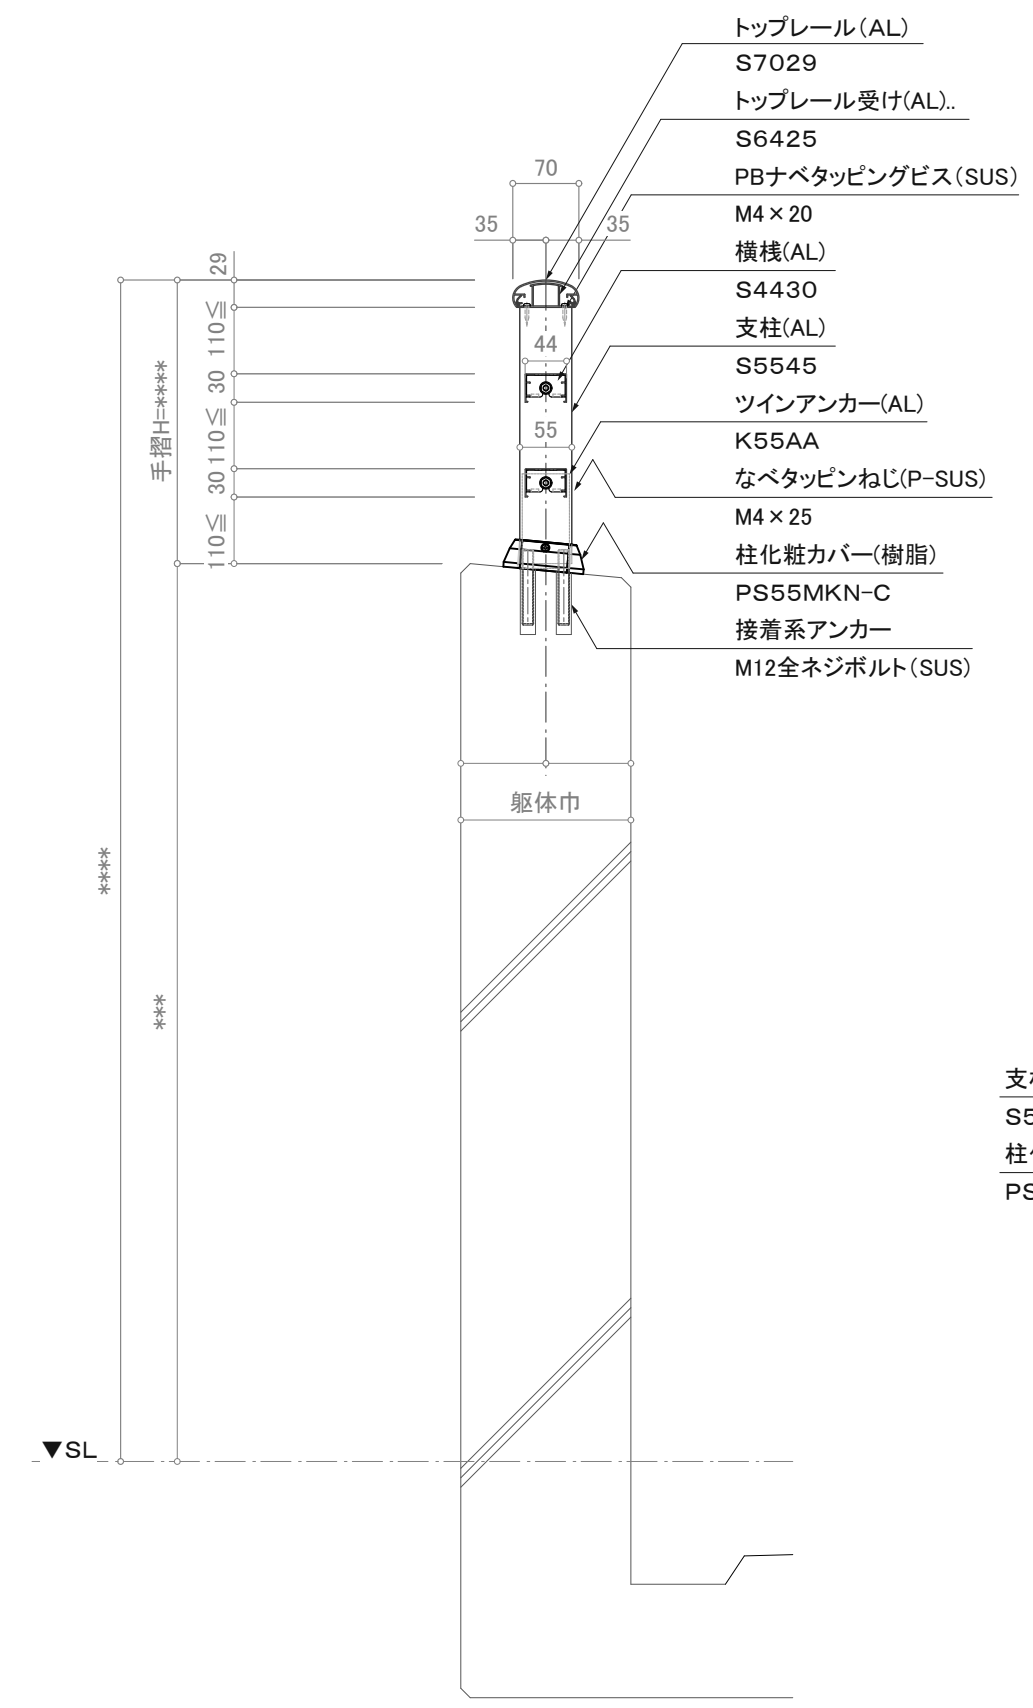 トップレール(AL)
S7029
トップレール受け(AL)..
S6425
PBナベタッピングビス(SUS)
M4×20
横桟(AL)
S4430
支柱(AL)
S5545
ツインアンカー(AL)
K55AA
なベタッピンねじ(P-SUS)
M4×25
柱化粧カバー(樹脂)
PS55MKN-C
接着系アンカー
M12全ネジボルト(SUS)
70
35
35
29
110≦
30
110≦
30
110≦
手摺H=****
44
55
躯体巾
****
***
▼SL
S5
PS